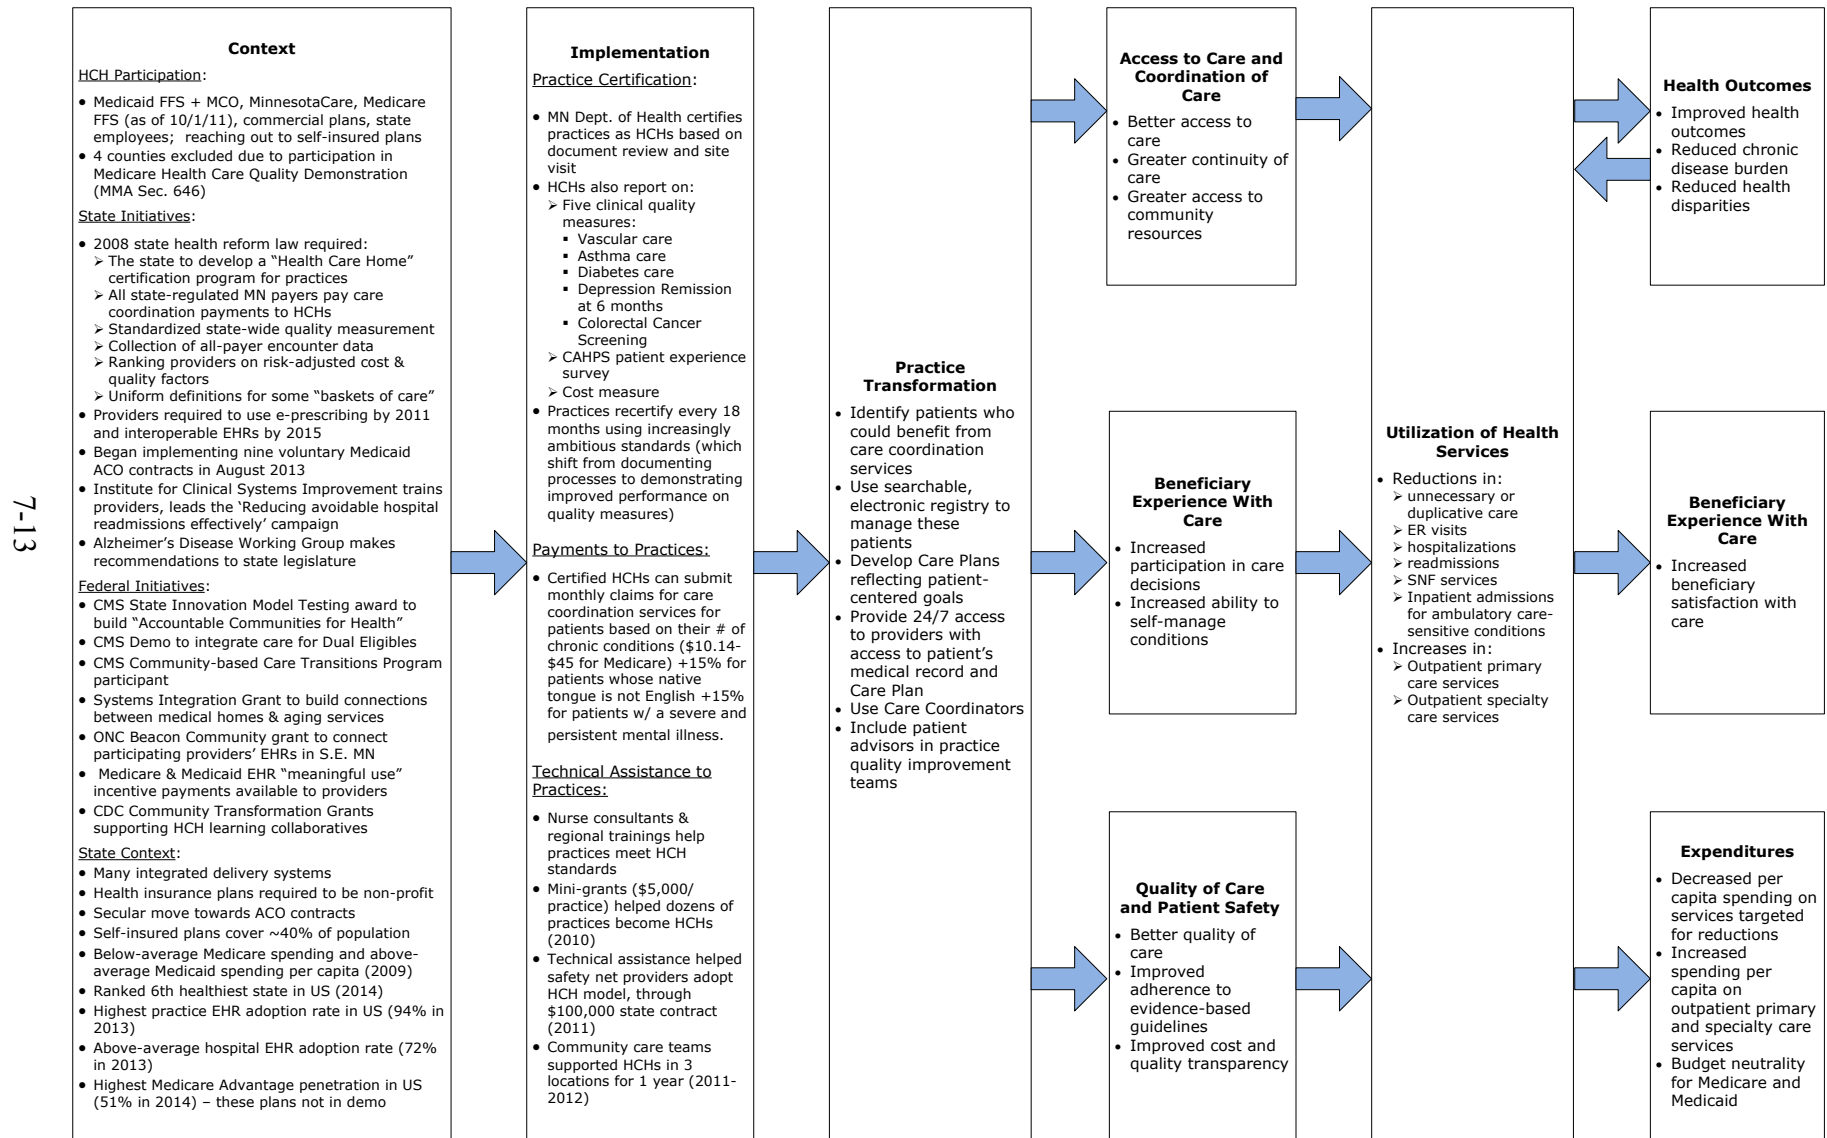 7-13
Context
HCH Participation:
• Medicaid FFS + MCO, MinnesotaCare, Medicare
FFS (as of 10/1/11), commercial plans, state
employees;  reaching out to self-insured plans
• 4 counties excluded due to participation in
Medicare Health Care Quality Demonstration
(MMA Sec. 646)
State Initiatives:
• 2008 state health reform law required:
➢ The state to develop a “Health Care Home”
certification program for practices
➢ All state-regulated MN payers pay care
coordination payments to HCHs
➢ Standardized state-wide quality measurement
➢ Collection of all-payer encounter data
➢ Ranking providers on risk-adjusted cost &
quality factors
➢ Uniform definitions for some “baskets of care”
• Providers required to use e-prescribing by 2011
and interoperable EHRs by 2015
• Began implementing nine voluntary Medicaid
ACO contracts in August 2013
• Institute for Clinical Systems Improvement trains
providers, leads the ‘Reducing avoidable hospital
readmissions effectively’ campaign
• Alzheimer’s Disease Working Group makes
recommendations to state legislature
Federal Initiatives:
• CMS State Innovation Model Testing award to
build “Accountable Communities for Health”
• CMS Demo to integrate care for Dual Eligibles
• CMS Community-based Care Transitions Program
participant
• Systems Integration Grant to build connections
between medical homes & aging services
• ONC Beacon Community grant to connect
participating providers’ EHRs in S.E. MN
• Medicare & Medicaid EHR “meaningful use”
incentive payments available to providers
• CDC Community Transformation Grants
supporting HCH learning collaboratives
State Context:
• Many integrated delivery systems
• Health insurance plans required to be non-profit
• Secular move towards ACO contracts
• Self-insured plans cover ~40% of population
• Below-average Medicare spending and above-
average Medicaid spending per capita (2009)
• Ranked 6th healthiest state in US (2014)
• Highest practice EHR adoption rate in US (94% in
2013)
• Above-average hospital EHR adoption rate (72%
in 2013)
• Highest Medicare Advantage penetration in US
(51% in 2014) – these plans not in demo
Implementation
Practice Certification:
• MN Dept. of Health certifies
practices as HCHs based on
document review and site
visit
• HCHs also report on:
➢ Five clinical quality
measures:
▪ Vascular care
▪ Asthma care
▪ Diabetes care
▪ Depression Remission
at 6 months
▪ Colorectal Cancer
Screening
➢ CAHPS patient experience
survey
➢ Cost measure
• Practices recertify every 18
months using increasingly
ambitious standards (which
shift from documenting
processes to demonstrating
improved performance on
quality measures)
Payments to Practices:
• Certified HCHs can submit
monthly claims for care
coordination services for
patients based on their # of
chronic conditions ($10.14-
$45 for Medicare) +15% for
patients whose native
tongue is not English +15%
for patients w/ a severe and
persistent mental illness.
Technical Assistance to
Practices:
• Nurse consultants &
regional trainings help
practices meet HCH
standards
• Mini-grants ($5,000/
practice) helped dozens of
practices become HCHs
(2010)
• Technical assistance helped
safety net providers adopt
HCH model, through
$100,000 state contract
(2011)
• Community care teams
supported HCHs in 3
locations for 1 year (2011-
2012)
Practice
Transformation
• Identify patients who
could benefit from
care coordination
services
• Use searchable,
electronic registry to
manage these
patients
• Develop Care Plans
reflecting patient-
centered goals
• Provide 24/7 access
to providers with
access to patient’s
medical record and
Care Plan
• Use Care Coordinators
• Include patient
advisors in practice
quality improvement
teams
Access to Care and
Coordination of
Care
• Better access to
care
• Greater continuity of
care
• Greater access to
community
resources
Beneficiary
Experience With
Care
• Increased
participation in care
decisions
• Increased ability to
self-manage
conditions
Quality of Care
and Patient Safety
• Better quality of
care
• Improved
adherence to
evidence-based
guidelines
• Improved cost and
quality transparency
Utilization of Health
Services
• Reductions in:
➢ unnecessary or
duplicative care
➢ ER visits
➢ hospitalizations
➢ readmissions
➢ SNF services
➢ Inpatient admissions
for ambulatory care-
sensitive conditions
• Increases in:
➢ Outpatient primary
care services
➢ Outpatient specialty
care services
Health Outcomes
• Improved health
outcomes
• Reduced chronic
disease burden
• Reduced health
disparities
Beneficiary
Experience With
Care
• Increased
beneficiary
satisfaction with
care
Expenditures
• Decreased per
capita spending on
services targeted
for reductions
• Increased
spending per
capita on
outpatient primary
and specialty care
services
• Budget neutrality
for Medicare and
Medicaid